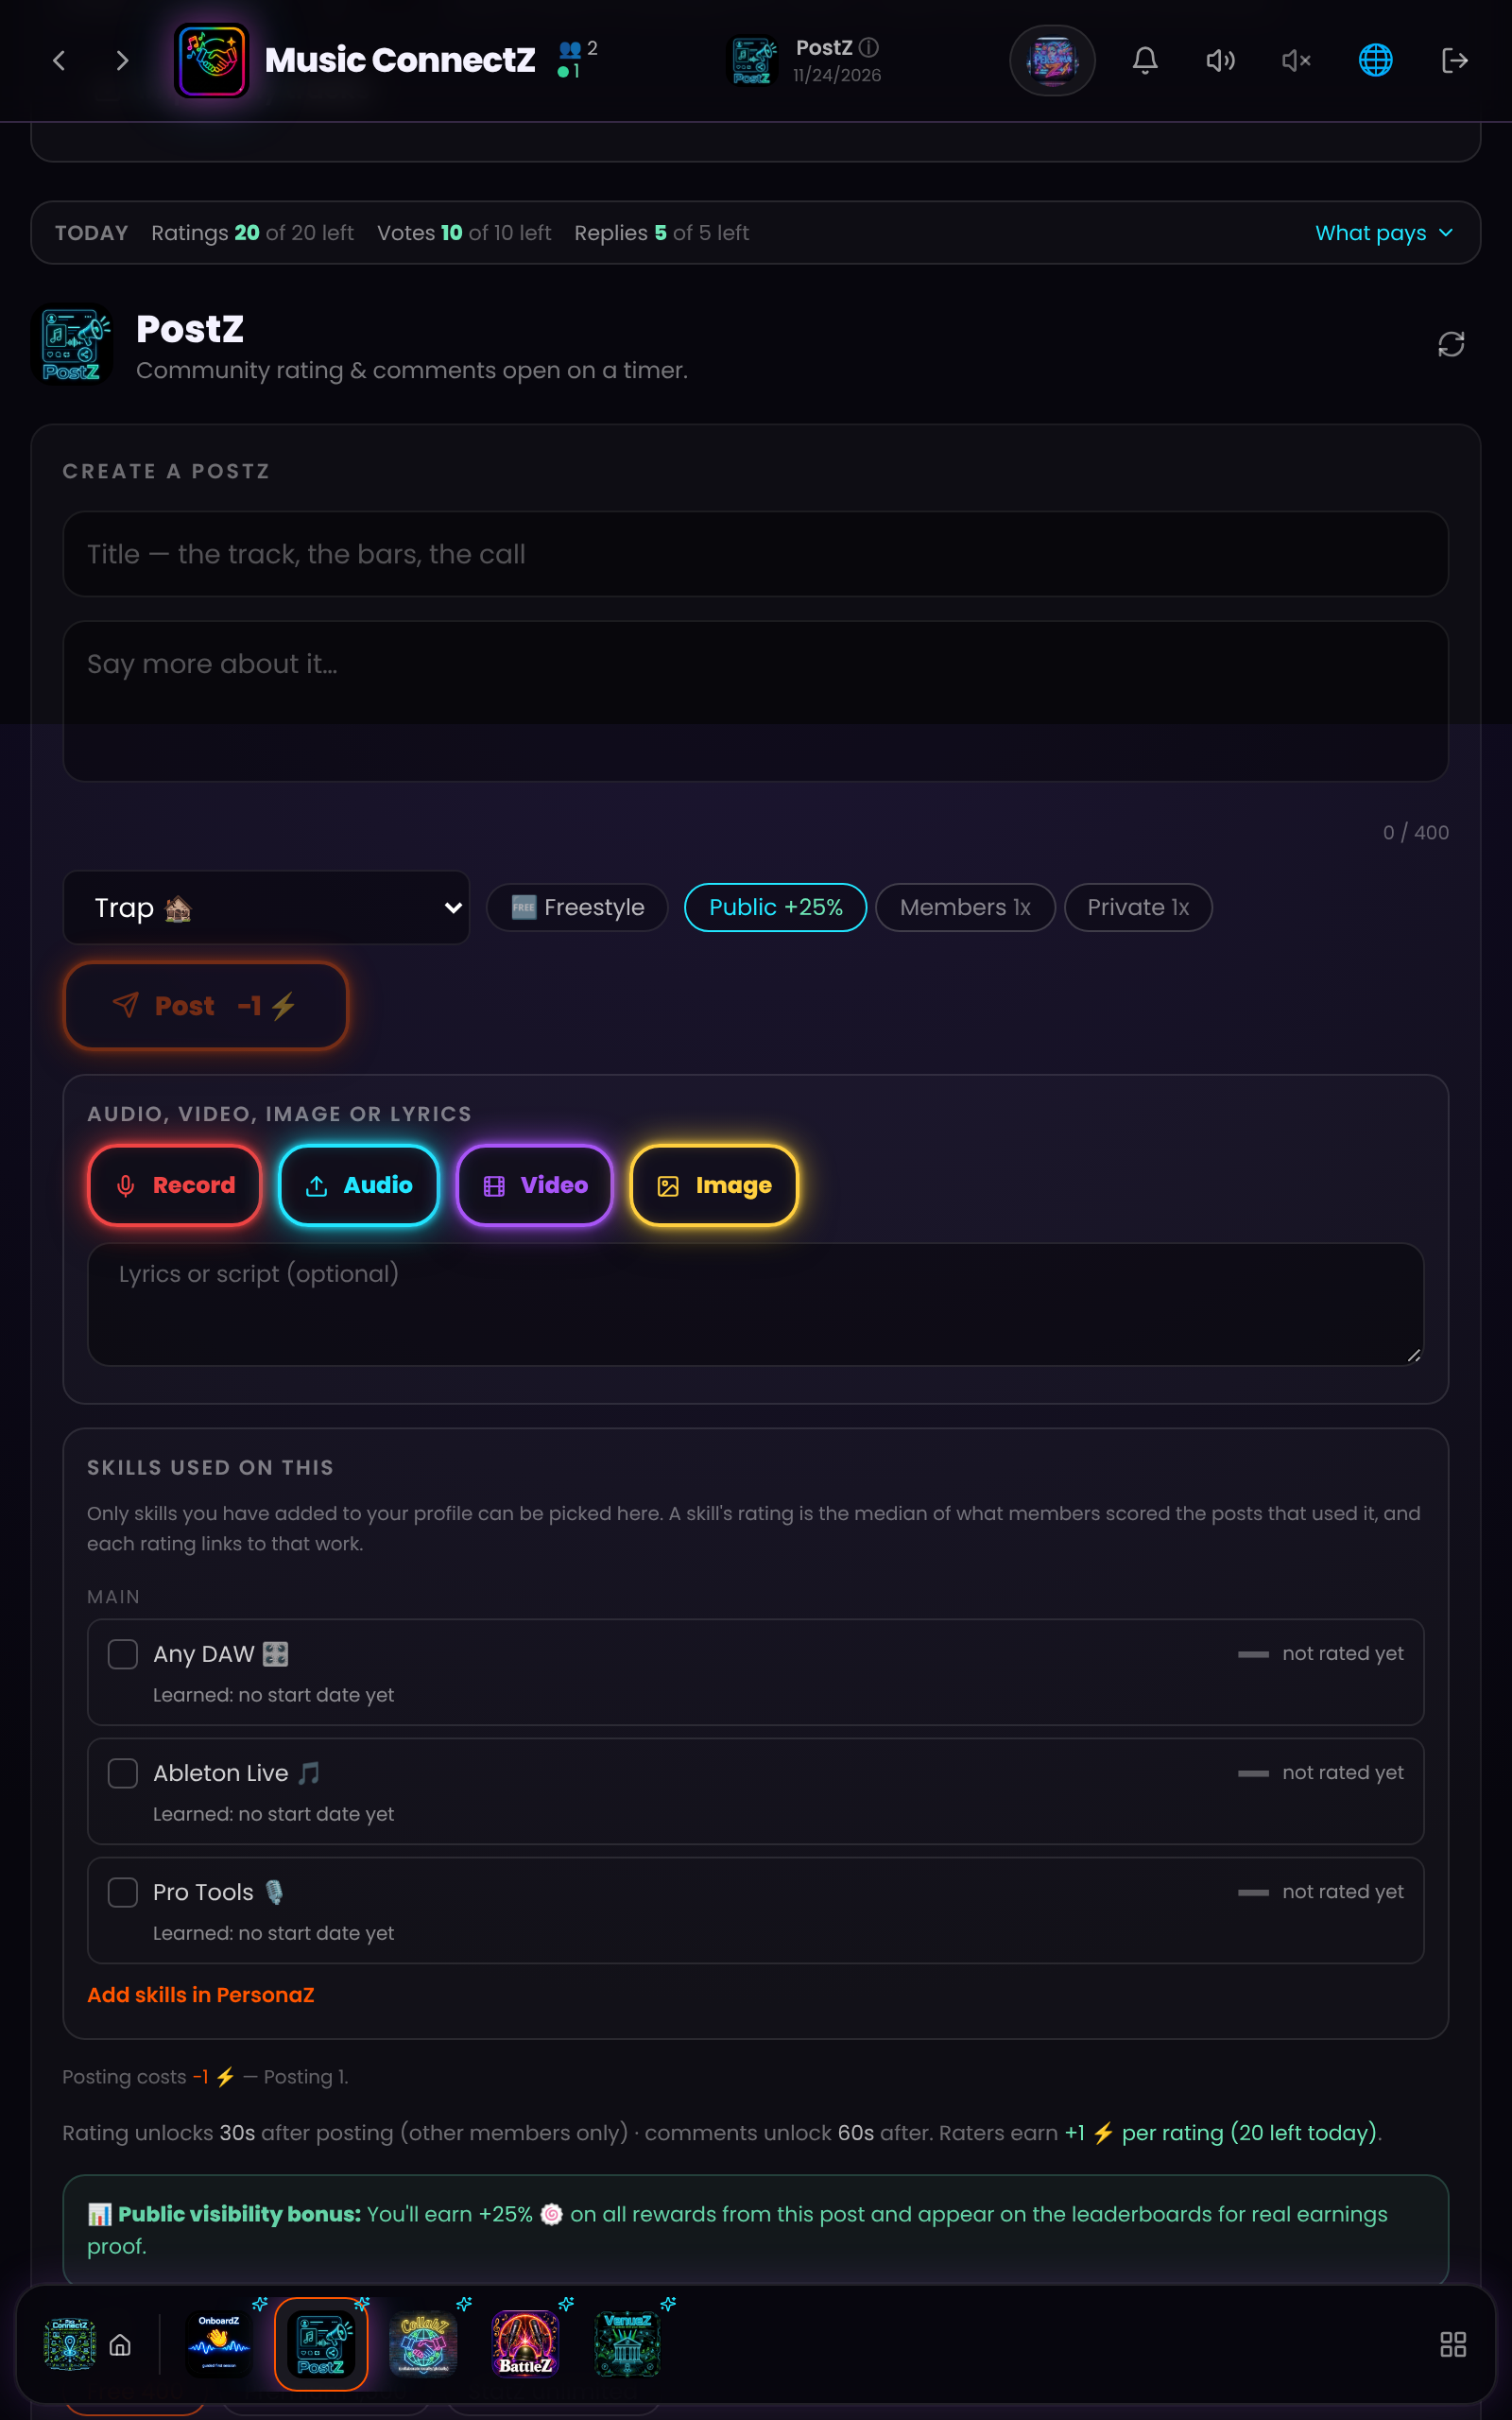 Music ConnectZ
👥 2
1
PostZ
PostZ ⓘ
11/24/2026
TODAY Ratings 20 of 20 left Votes 10 of 10 left Replies 5 of 5 left What pays
PostZ
PostZ
Community rating & comments open on a timer.
CREATE A POSTZ
Title — the track, the bars, the call
Say more about it...
0 / 400
Trap 🏠 🆓 Freestyle Public +25% Members 1x Private 1x
Post -1 ⚡
AUDIO, VIDEO, IMAGE OR LYRICS
Record Audio Video Image
Lyrics or script (optional)
SKILLS USED ON THIS
Only skills you have added to your profile can be picked here. A skill's rating is the median of what members scored the posts that used it, and
each rating links to that work.
MAIN
Any DAW 🎛️ not rated yet
Learned: no start date yet
Ableton Live 🎵 not rated yet
Learned: no start date yet
Pro Tools 🎙️ not rated yet
Learned: no start date yet
Add skills in PersonaZ
Posting costs -1 ⚡ — Posting 1.
Rating unlocks 30s after posting (other members only) · comments unlock 60s after. Raters earn +1 ⚡ per rating (20 left today).
📊 Public visibility bonus: You'll earn +25% 🍥 on all rewards from this post and appear on the leaderboards for real earnings
proof.
ConnectZ
OnboardZ
PostZ
CollabZ
BattleZ
VenueZ